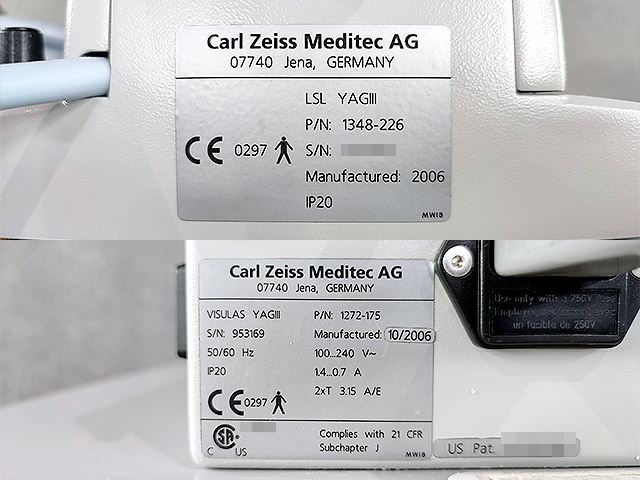 Carl Zeiss Meditec AG
07740 Jena, GERMANY
LSL YAGIII
P/N: 1348-226
CE 0297
S/N:
Manufactured: 2006
IP20
MW18
Carl Zeiss Meditec AG
07740 Jena, GERMANY
VISULAS YAGIII P/N: 1272-175
S/N: 953169 Manufactured: 10/2006
50/60 Hz 100...240 V~
IP20 1.4...0.7 A
CE 0297 2xT 3.15 A/E
SA
C US
Complies with 21 CFR
Subchapter J
MW18
Use only with a 250V fuse
Employer uniquement avec
un fusible de 250V
US Pat.